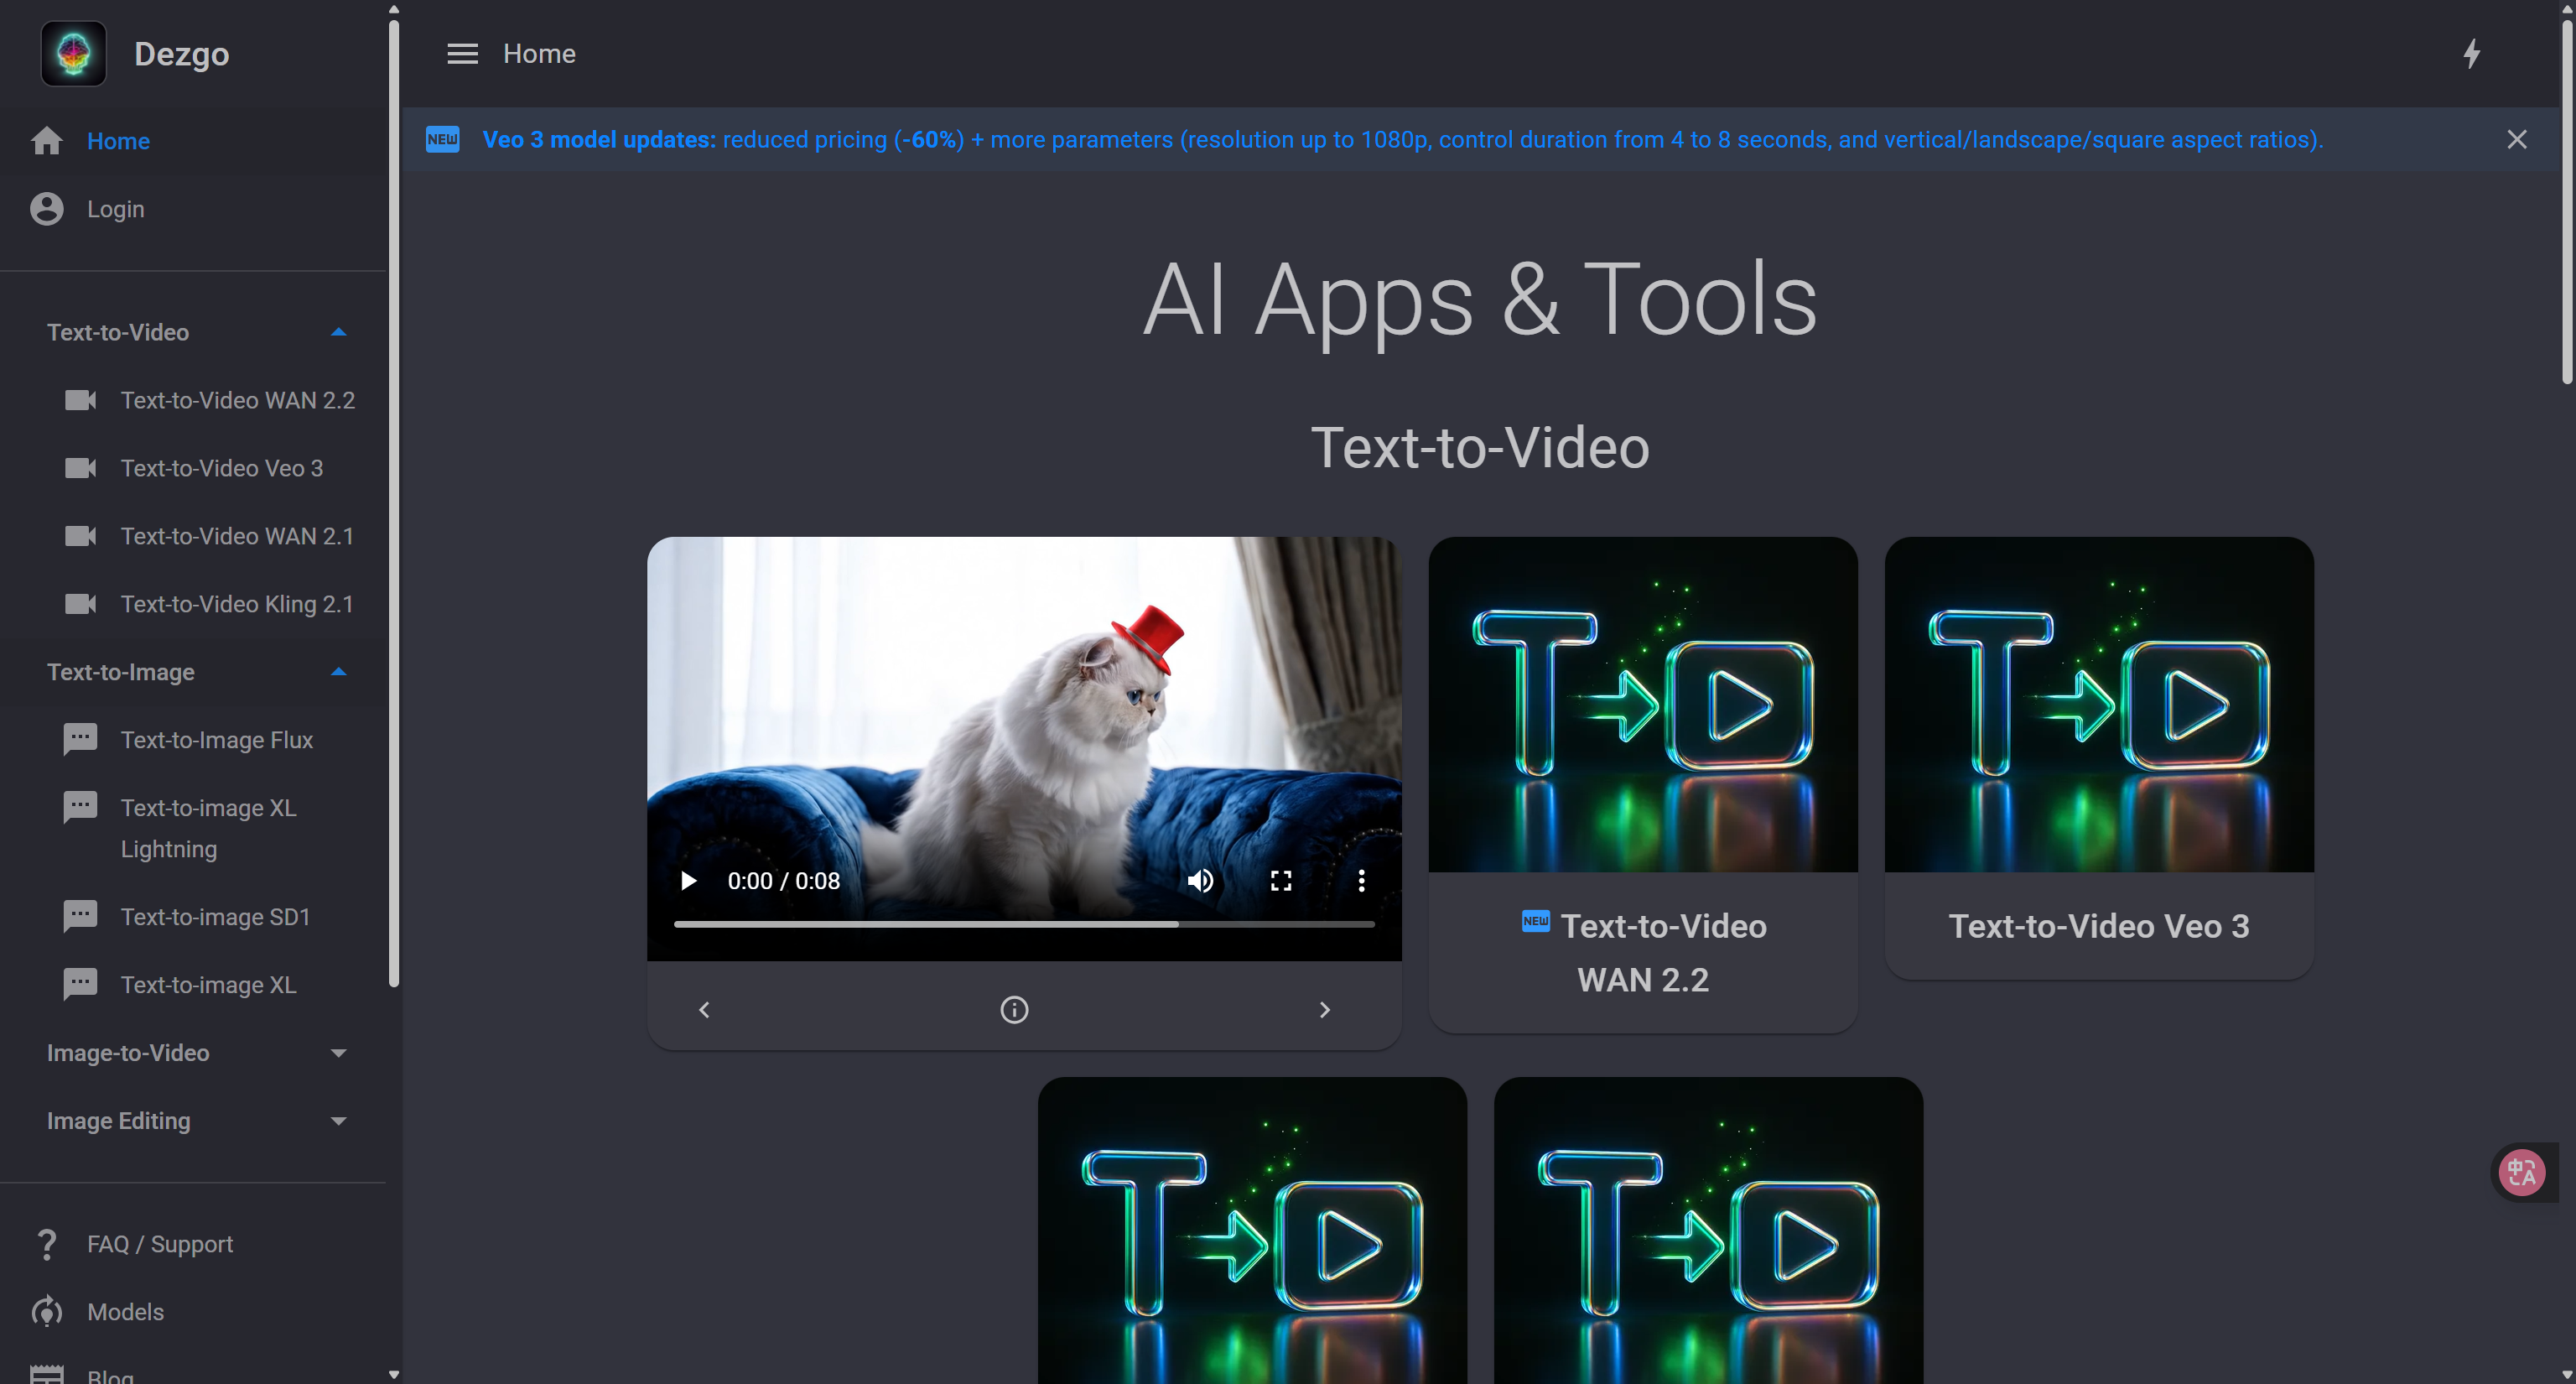 Dezgo
Home
Login
Text-to-Video
Text-to-Video WAN 2.2
Text-to-Video Veo 3
Text-to-Video WAN 2.1
Text-to-Video Kling 2.1
Text-to-Image
Text-to-Image Flux
Text-to-image XL
Lightning
Text-to-image SD1
Text-to-image XL
Image-to-Video
Image Editing
FAQ / Support
Models
Blog
Home
NEW Veo 3 model updates: reduced pricing (-60%) + more parameters (resolution up to 1080p, control duration from 4 to 8 seconds, and vertical/landscape/square aspect ratios).
AI Apps & Tools
Text-to-Video
0:00 / 0:08
T
NEW Text-to-Video
WAN 2.2
T
Text-to-Video Veo 3
T
T
中 A